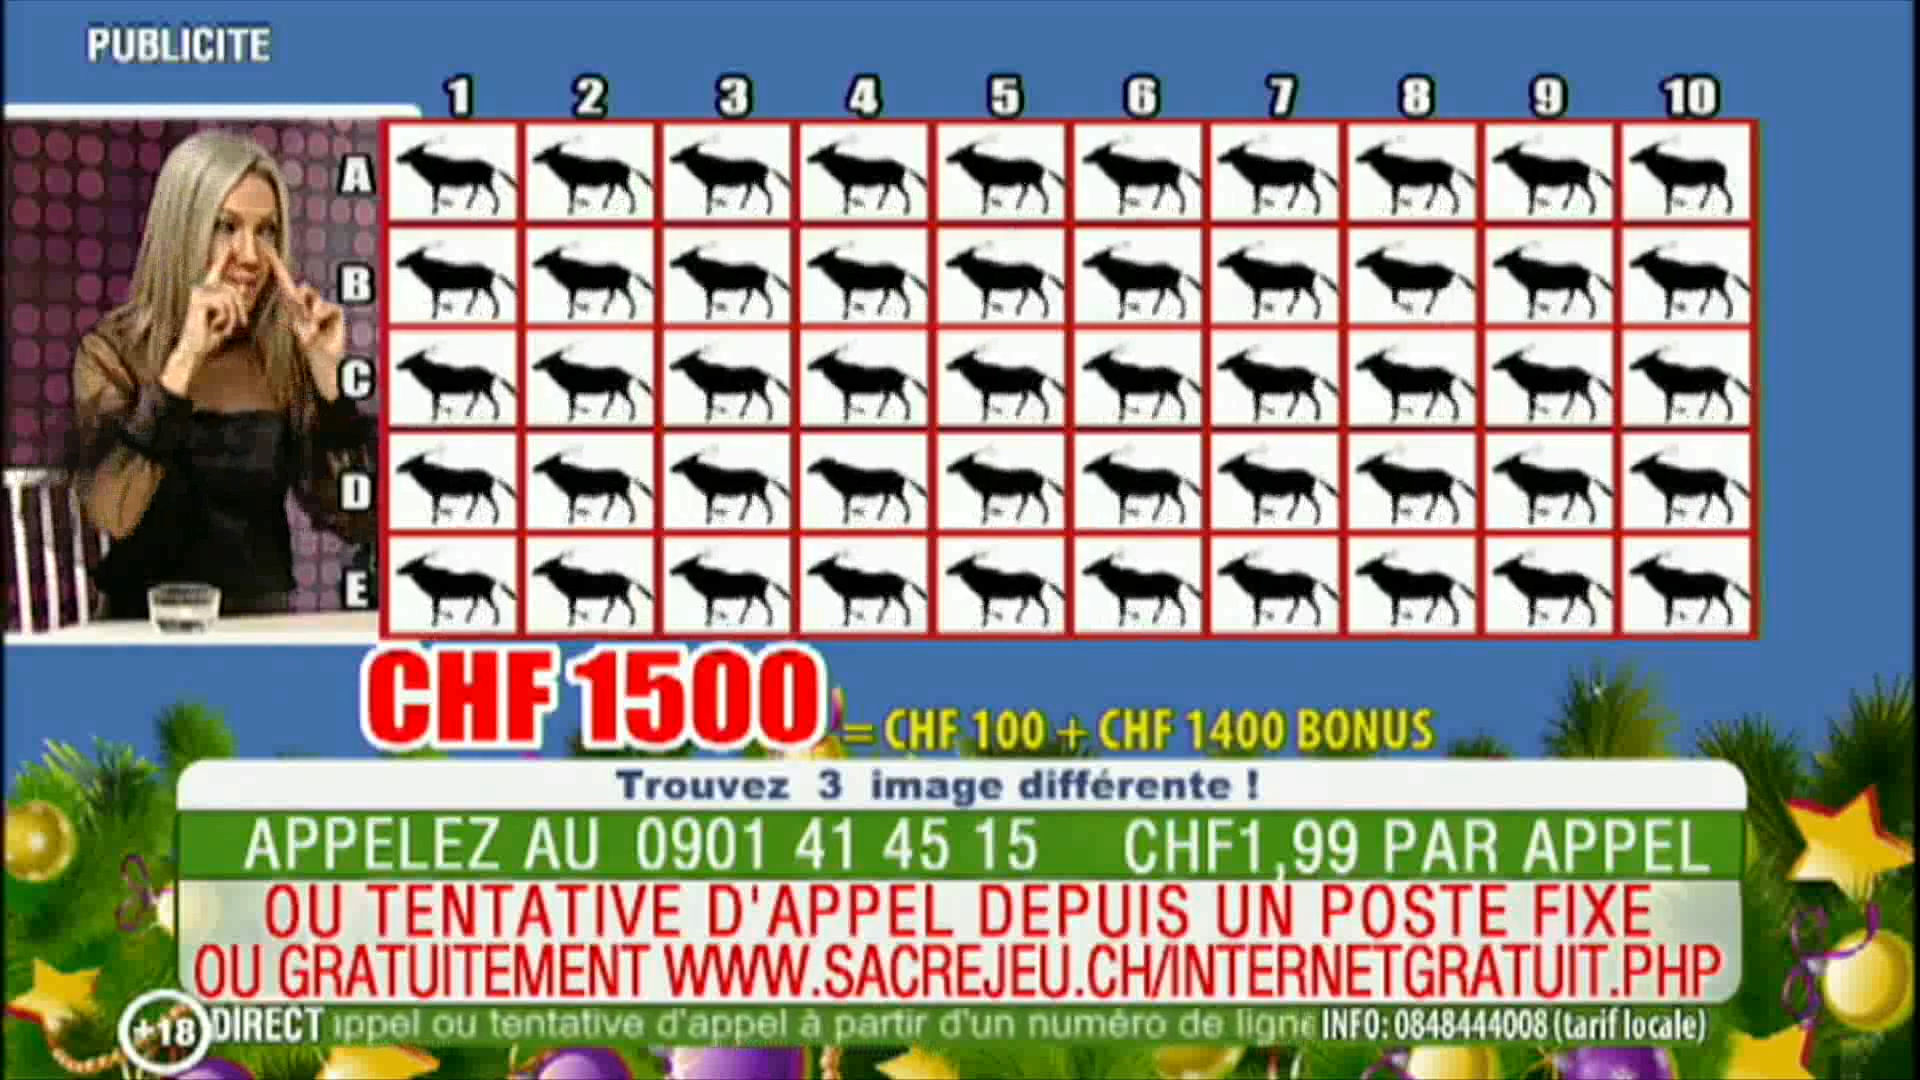 PUBLICITE
1 2 3 4 5 6 7 8 9 10
A
B
C
D
E
CHF 1500 = CHF 100 + CHF 1400 BONUS
Trouvez 3 image différente !
APPELEZ AU 0901 41 45 15 CHF1,99 PAR APPEL
OU TENTATIVE D'APPEL DEPUIS UN POSTE FIXE
OU GRATUITEMENT WWW.SACREJEU.CH/INTERNETGRATUIT.PHP
+18 DIRECT ppel ou tentative d'appel à partir d'un numéro de lign INFO: 0848444008 (tarif locale)